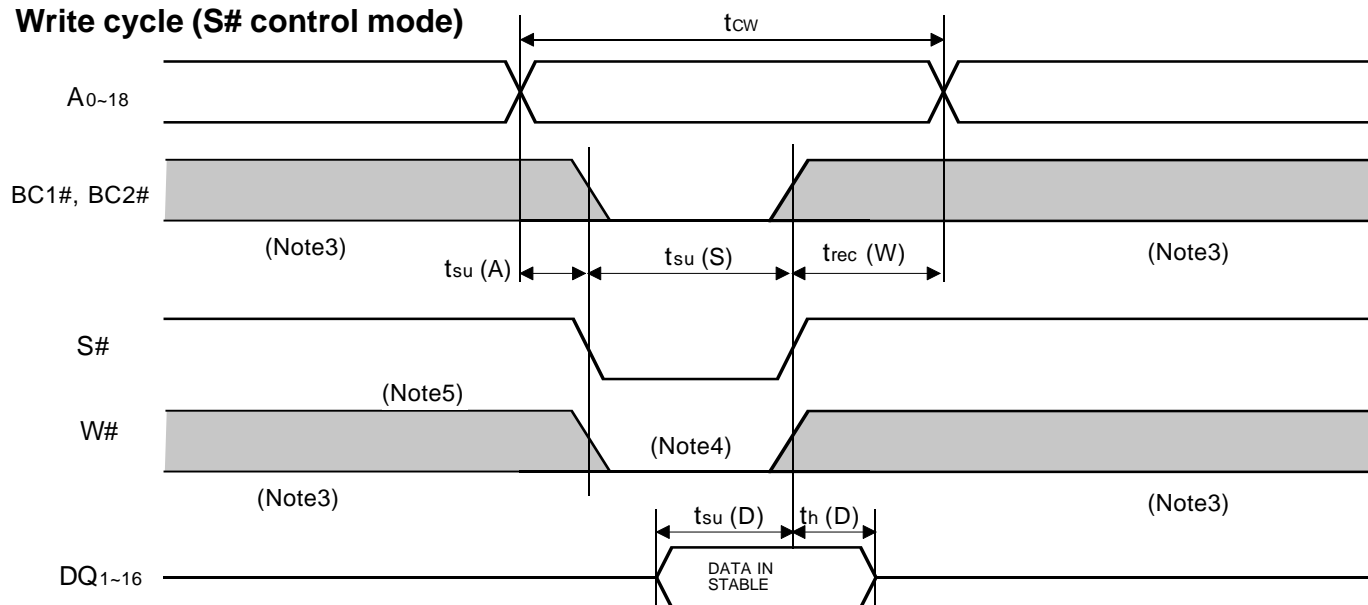 Write cycle (S# control mode)
tcw
A0~18
BC1#, BC2#
(Note3)
tsu (A)
tsu (S)
trec (W)
(Note3)
S#
(Note5)
W#
(Note4)
(Note3)
(Note3)
tsu (D)
th (D)
DQ1~16
DATA IN
STABLE